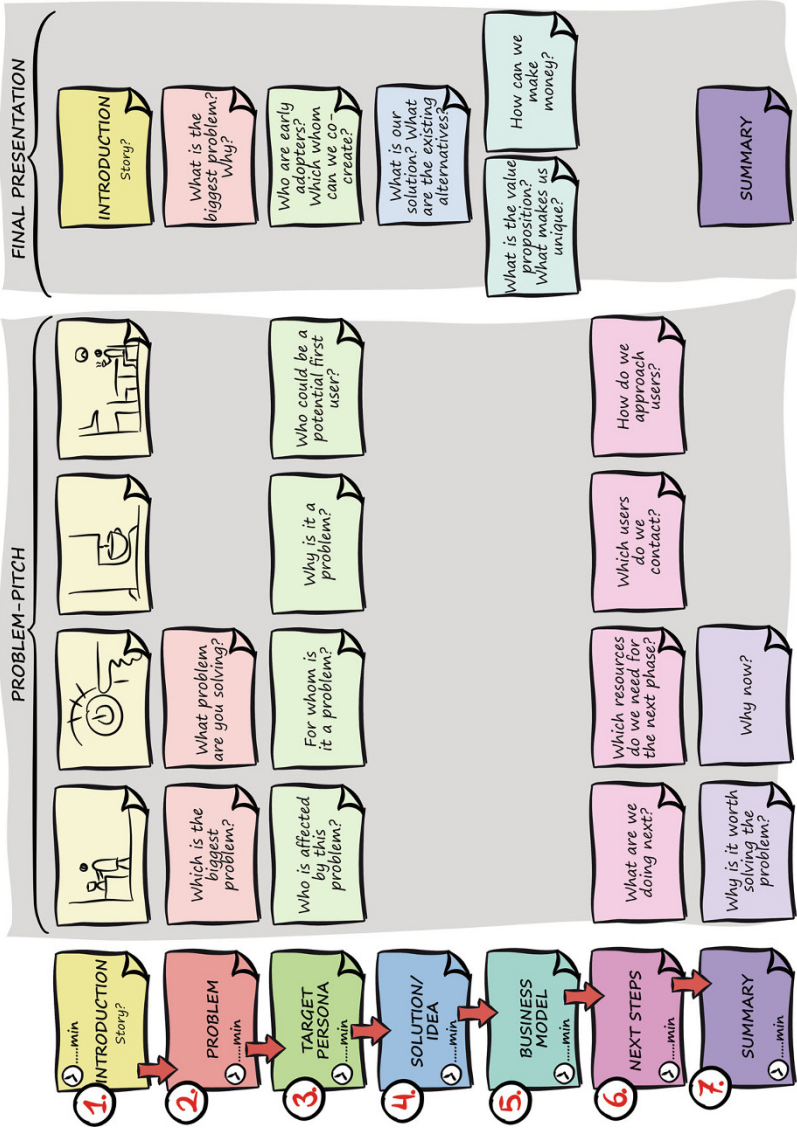 PROBLEM-PITCH
FINAL PRESENTATION
1.
.....min
INTRODUCTION
Story?
INTRODUCTION
Story?
2.
PROBLEM
.....min
Which is the
biggest
problem?
What problem
are you solving?
What is the
biggest problem?
Why?
3.
TARGET
PERSONA
.....min
Who is affected
by this
problem?
For whom is
it a problem?
Why is it a
problem?
Who could be a
potential first
user?
Who are early
adopters?
Which whom
can we co-
create?
4.
SOLUTION/
IDEA
.....min
What is our
solution? What
are the existing
alternatives?
5.
BUSINESS
MODEL
.....min
What is the value
proposition?
What makes us
unique?
How can we
make
money?
6.
NEXT STEPS
.....min
What are we
doing next?
Which resources
do we need for
the next phase?
Which users
do we
contact?
How do we
approach
users?
7.
SUMMARY
.....min
Why is it worth
solving the
problem?
Why now?
SUMMARY